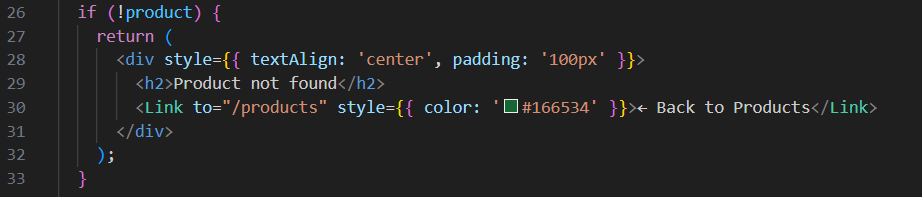 26 if (!product) {
27 return (
28 <div style={{ textAlign: 'center', padding: '100px' }}>
29 <h2>Product not found</h2>
30 <Link to="/products" style={{ color: '#166534' }}>← Back to Products</Link>
31 </div>
32 );
33 }